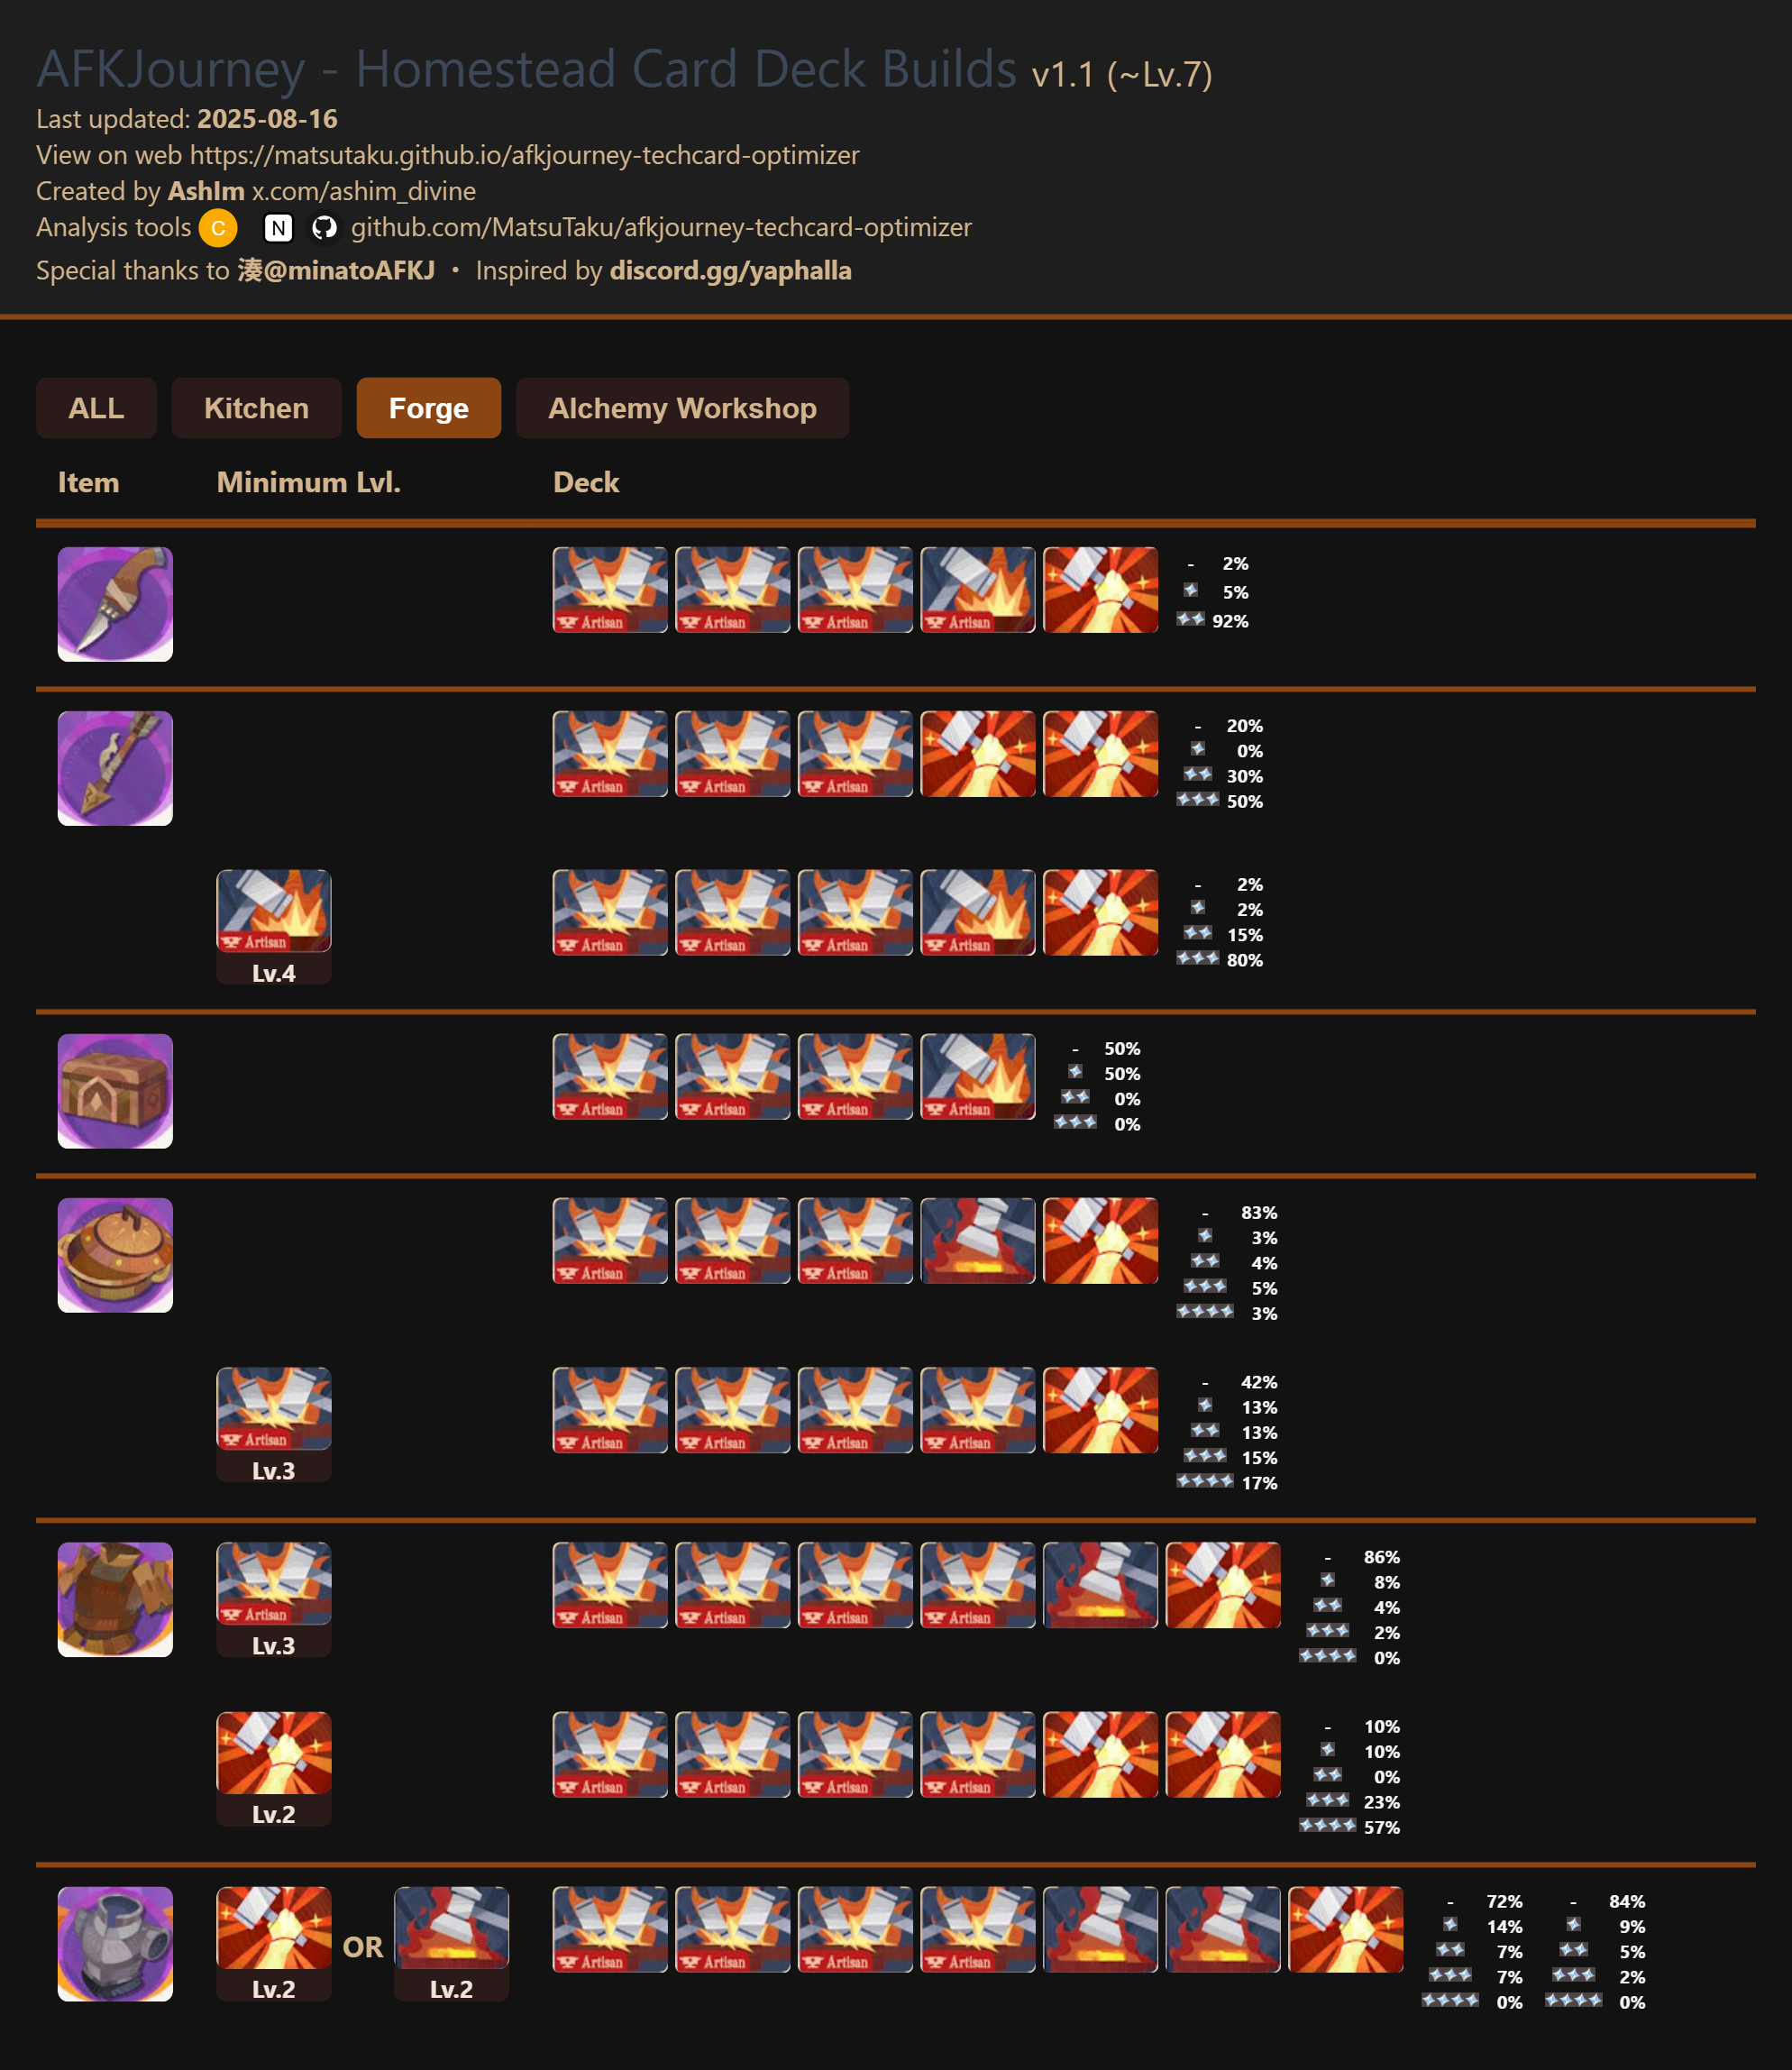 AFKJourney - Homestead Card Deck Builds v1.1 (~Lv.7)
Last updated: 2025-08-16
View on web https://matsutaku.github.io/afkjourney-techcard-optimizer
Created by AshIm x.com/ashim_divine
Analysis tools C N github.com/MatsuTaku/afkjourney-techcard-optimizer
Special thanks to 湊@minatoAFKJ ・ Inspired by discord.gg/yaphalla
ALL Kitchen Forge Alchemy Workshop
Item Minimum Lvl. Deck
Artisan Artisan Artisan Artisan
- 2%
5%
92%
Artisan Artisan Artisan
- 20%
0%
30%
50%
Artisan
Lv.4
Artisan Artisan Artisan Artisan
- 2%
2%
15%
80%
Artisan Artisan Artisan Artisan
- 50%
50%
0%
0%
Artisan Artisan Artisan
- 83%
3%
4%
5%
3%
Artisan
Lv.3
Artisan Artisan Artisan Artisan
- 42%
13%
13%
15%
17%
Artisan
Lv.3
Artisan Artisan Artisan Artisan
- 86%
8%
4%
2%
0%
Lv.2
Artisan Artisan Artisan Artisan
- 10%
10%
0%
23%
57%
Lv.2 OR Lv.2
Artisan Artisan Artisan Artisan
- 72% - 84%
14% 9%
7% 5%
7% 2%
0% 0%